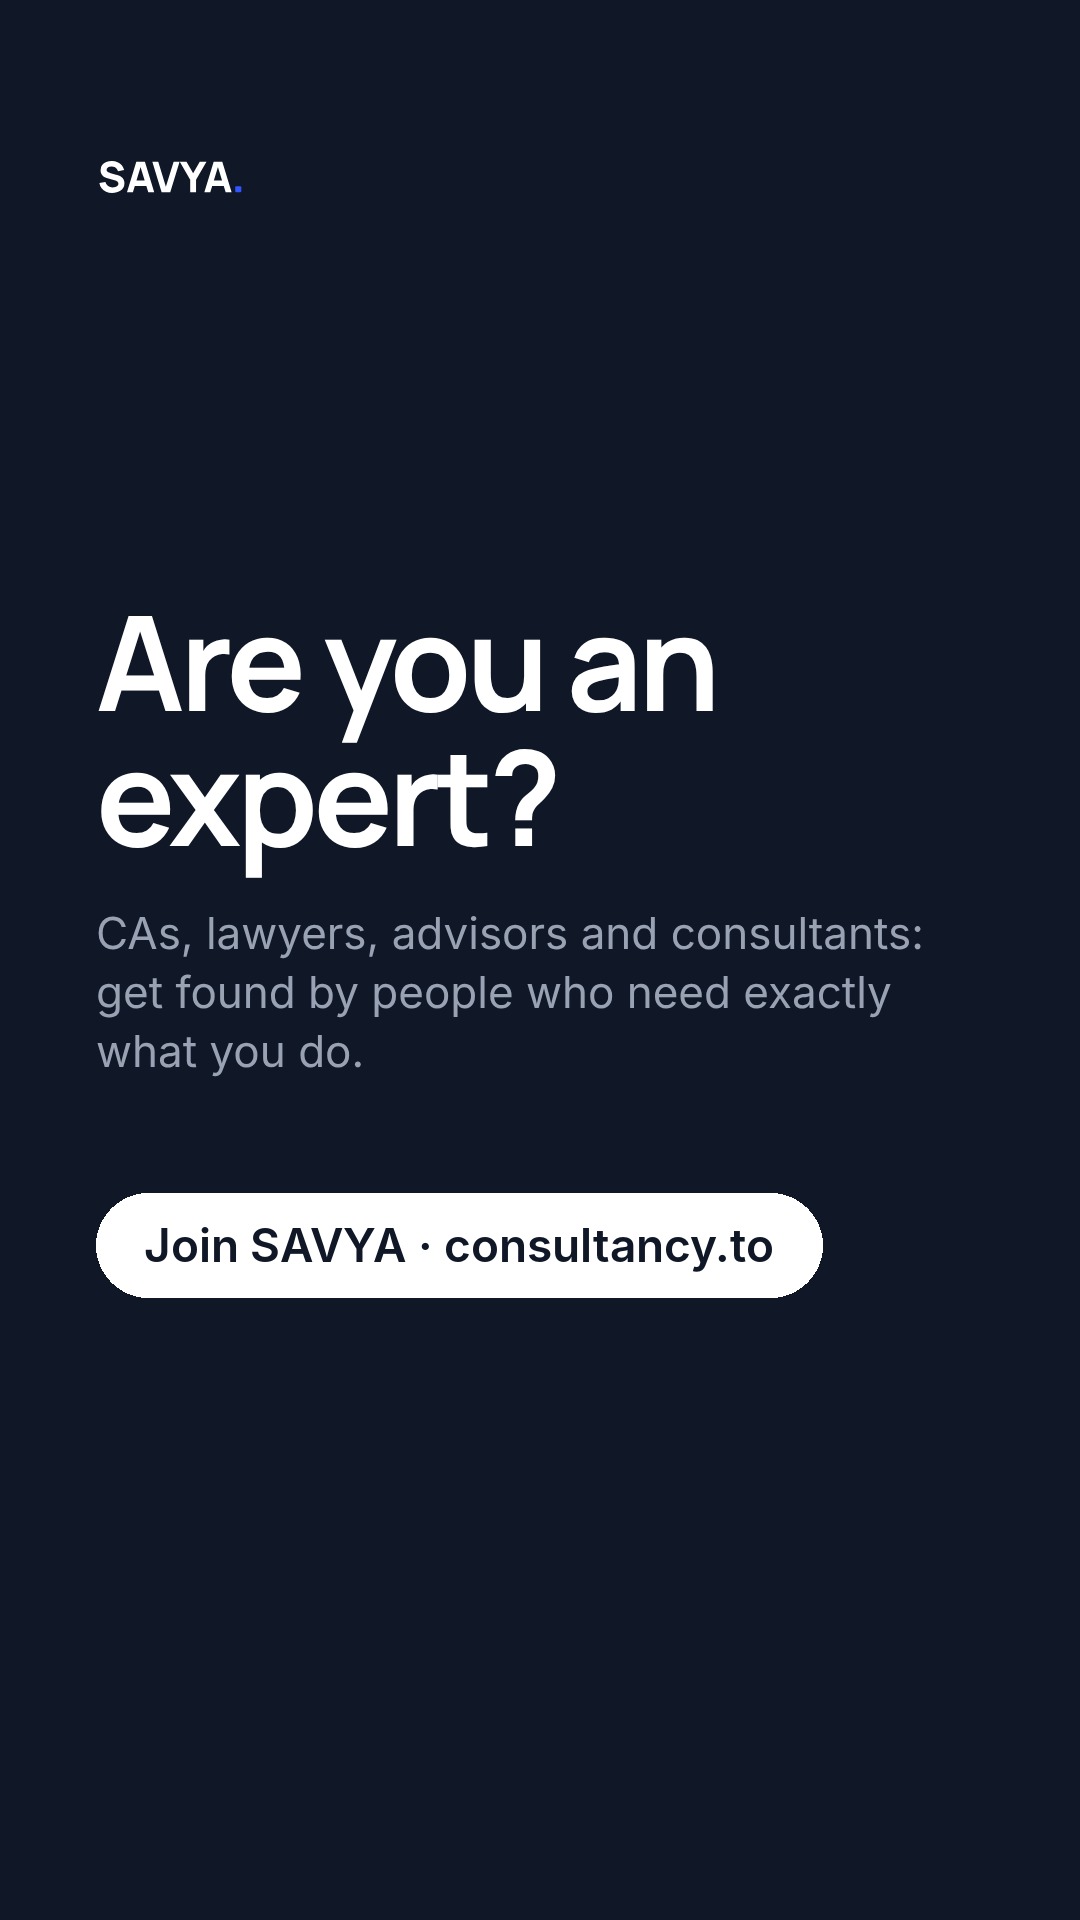 SAVYA.
Are you an
expert?
CAs, lawyers, advisors and consultants:
get found by people who need exactly
what you do.
Join SAVYA · consultancy.to